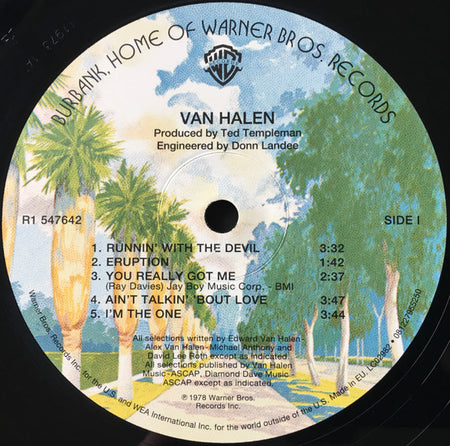 BURBANK, HOME OF WARNER BROS. RECORDS
VAN HALEN
Produced by Ted Templeman
Engineered by Donn Landee
R1 547642
SIDE I
1. RUNNIN' WITH THE DEVIL 3:32
2. ERUPTION 1:42
3. YOU REALLY GOT ME 2:37
(Ray Davies) Jay Boy Music Corp. - BMI
4. AIN'T TALKIN' 'BOUT LOVE 3:47
5. I'M THE ONE 3:44
All selections written by Edward Van Halen -
Alex Van Halen - Michael Anthony and
David Lee Roth except as indicated.
All selections published by Van Halen
Music -ASCAP, Diamond Dave Music -
ASCAP except as indicated.
℗ 1978 Warner Bros.
Records Inc.
Warner Bros. Records Inc. for the U.S. and WEA International Inc. for the world outside of the U.S. Made in EU.